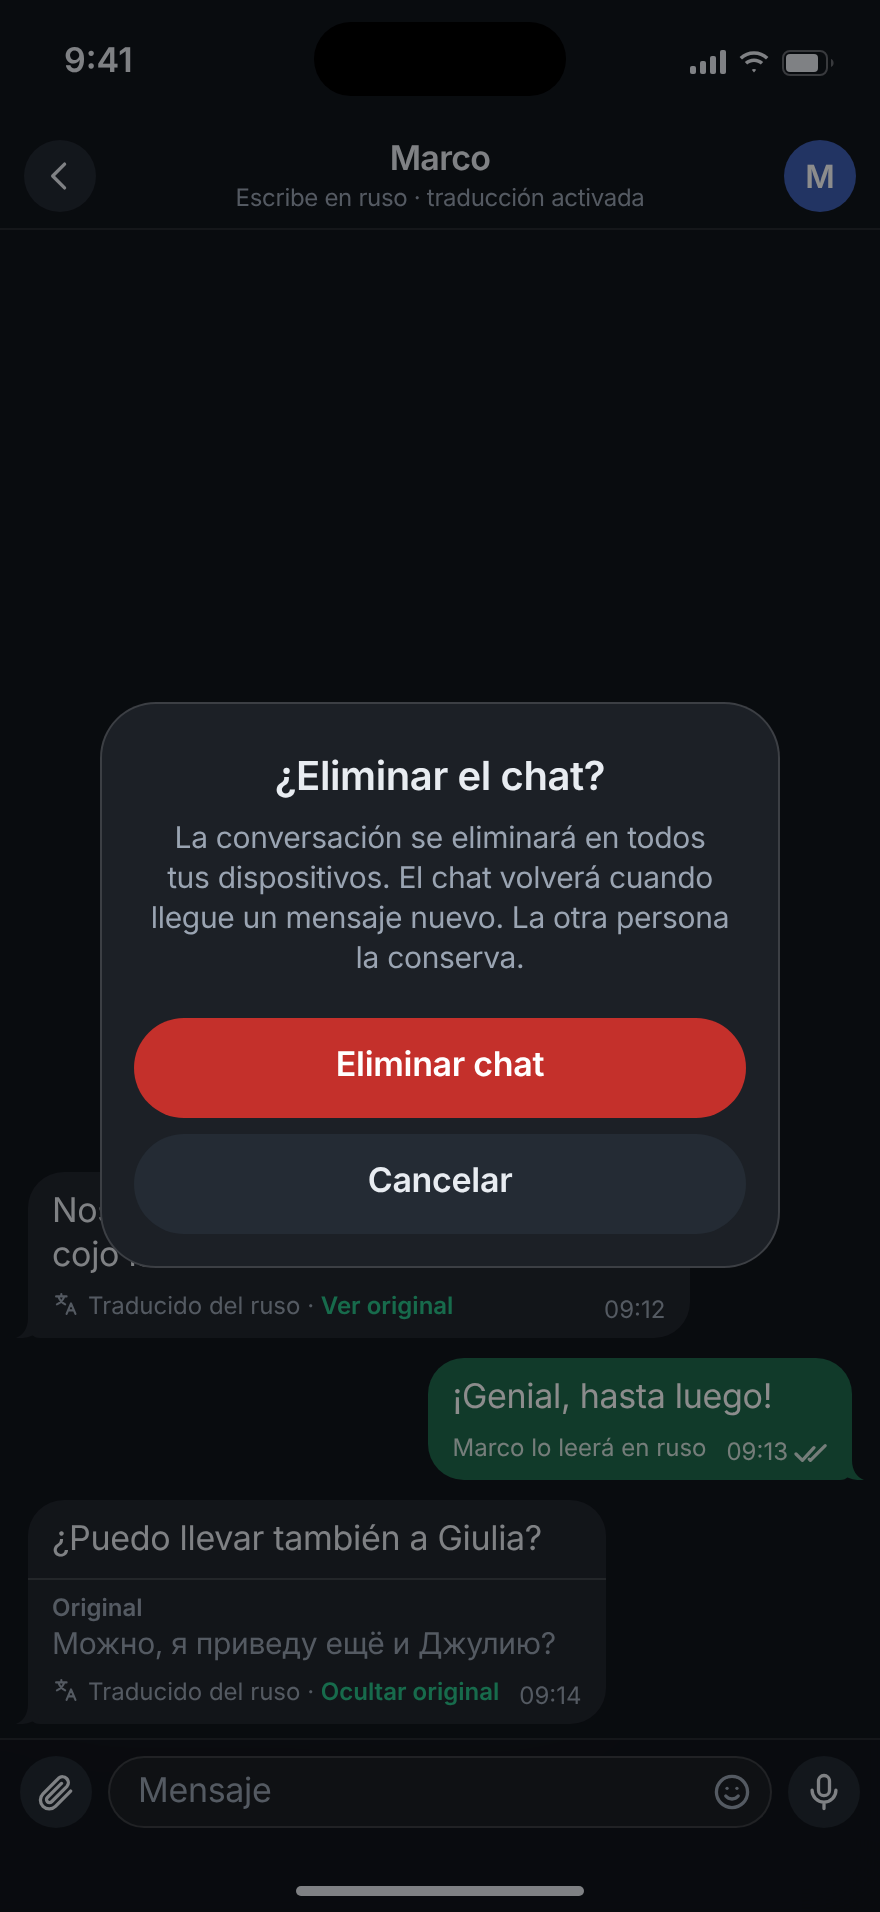 9:41
Marco
Escribe en ruso · traducción activada
M
¿Eliminar el chat?
La conversación se eliminará en todos
tus dispositivos. El chat volverá cuando
llegue un mensaje nuevo. La otra persona
la conserva.
Eliminar chat
Cancelar
cojo
Traducido del ruso · Ver original 09:12
¡Genial, hasta luego!
Marco lo leerá en ruso 09:13
¿Puedo llevar también a Giulia?
Original
Можно, я приведу ещё и Джулию?
Traducido del ruso · Ocultar original 09:14
Mensaje